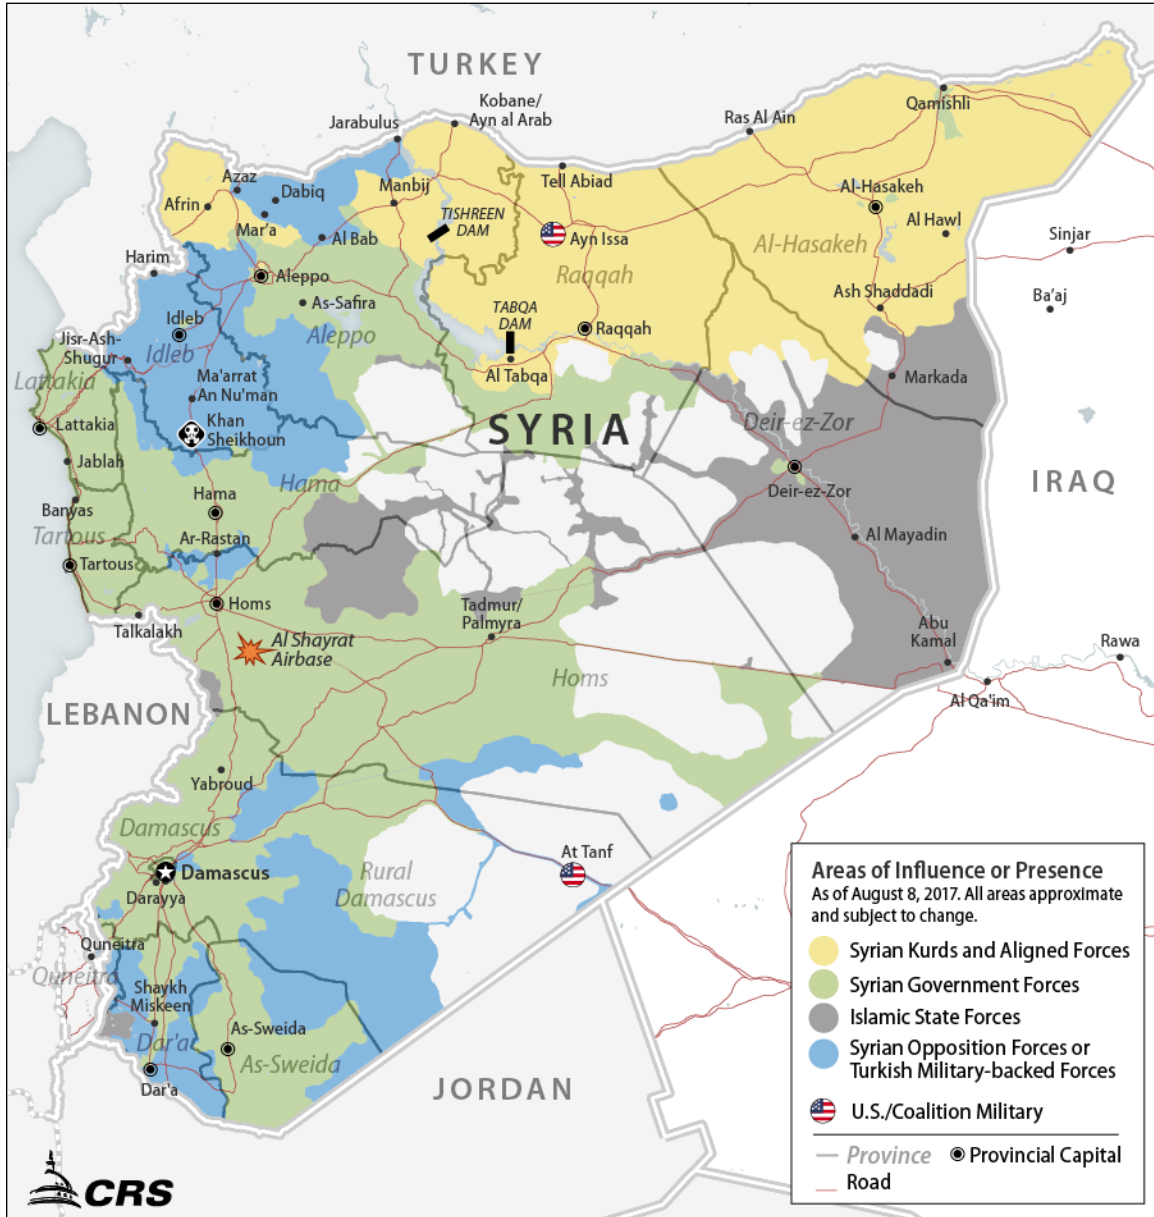 TURKEY
Kobane/
Ayn al Arab
Jarabulus
Ras Al Ain
Qamishli
Azaz
Dabiq
Manbij
Tell Abiad
Al-Hasakeh
Afrin
Mar'a
Al Bab
TISHREEN
DAM
Ayn Issa
Al Hawl
Al-Hasakeh
Sinjar
Harim
Aleppo
Raqqah
As-Safira
Ash Shaddadi
Ba'aj
Idleb
Aleppo
TABQA
DAM
Raqqah
Jisr-Ash-
Shugur
Idleb
Al Tabqa
Markada
Lattakia
Ma'arrat
An Nu'man
Khan
Sheikhoun
Lattakia
SYRIA
Deir-ez-Zor
Jablah
IRAQ
Hama
Deir-ez-Zor
Hama
Banyas
Tartous
Ar-Rastan
Al Mayadin
Tartous
Homs
Tadmur/
Palmyra
Talkalakh
Al Shayrat
Airbase
Abu
Kamal
Rawa
Homs
Al Qa'im
LEBANON
Yabroud
Damascus
At Tanf
Damascus
Rural
Damascus
Darayya
Quneitra
Quneitra
Shaykh
Miskeen
As-Sweida
Dar'a
As-Sweida
Dar'a
JORDAN
Areas of Influence or Presence
As of August 8, 2017. All areas approximate
and subject to change.
Syrian Kurds and Aligned Forces
Syrian Government Forces
Islamic State Forces
Syrian Opposition Forces or
Turkish Military-backed Forces
U.S./Coalition Military
Province
Provincial Capital
Road
CRS